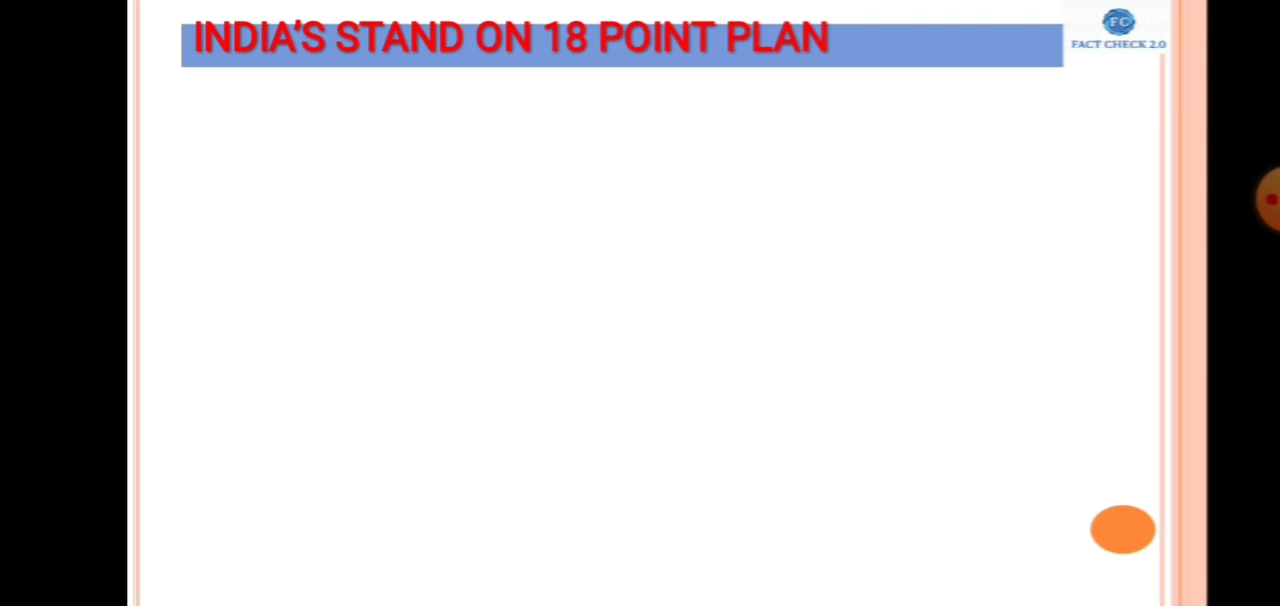 INDIA'S STAND ON 18 POINT PLAN
FC
FACT CHECK 2.0